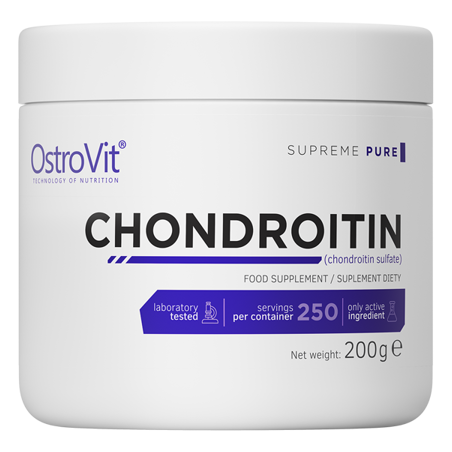 OstroVit®
TECHNOLOGY OF NUTRITION
SUPREME PURE
CHONDROITIN
(chondroitin sulfate)
FOOD SUPPLEMENT / SUPLEMENT DIETY
laboratory tested
servings per container 250
only active ingredient
Net weight: 200g ℮